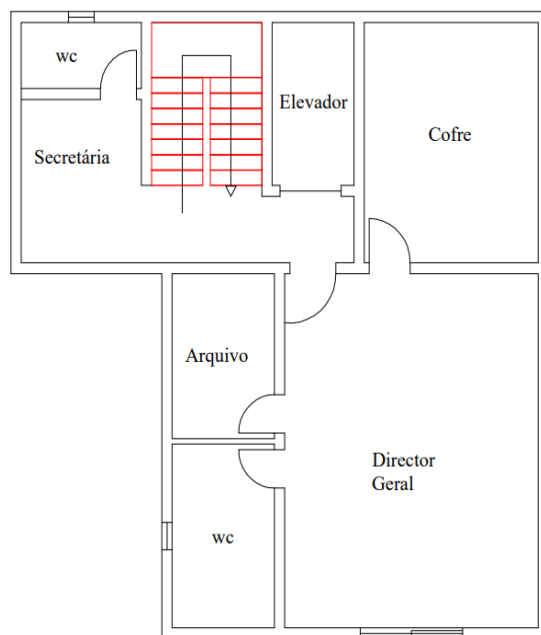 wc
Elevador
Cofre
Secretária
Arquivo
Director
Geral
wc